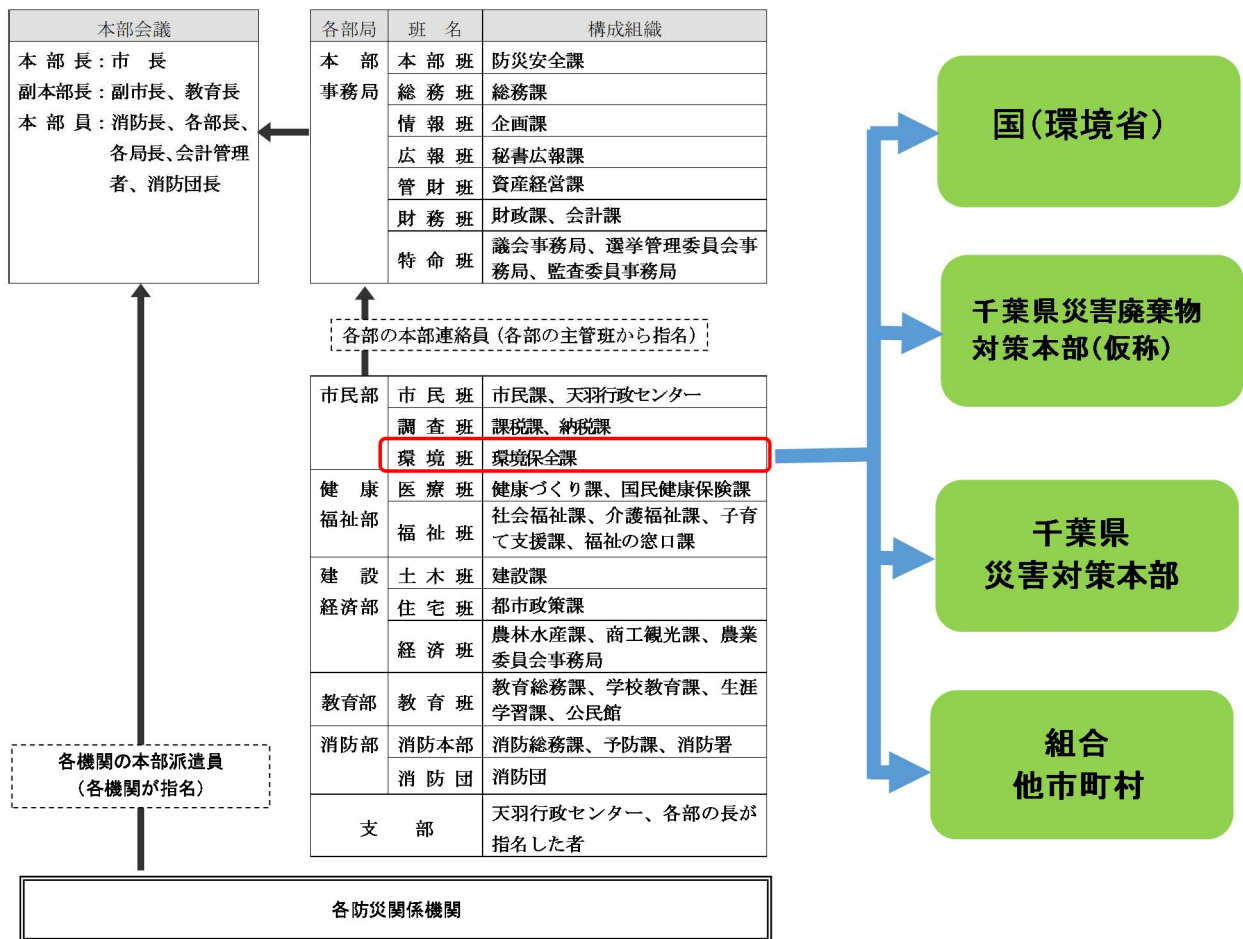 本部会議
本部長：市長
副本部長：副市長、教育長
本部員：消防長、各部長、
各局長、会計管理
者、消防団長
各部局 班名 構成組織
本部 本部班 防災安全課
事務局 総務班 総務課
情報班 企画課
広報班 秘書広報課
管財班 資産経営課
財務班 財政課、会計課
特命班 議会事務局、選挙管理委員会事
務局、監査委員事務局
各部の本部連絡員（各部の主管班から指名）
市民部 市民班 市民課、天羽行政センター
調査班 課税課、納税課
環境班 環境保全課
健康 医療班 健康づくり課、国民健康保険課
福祉部 福祉班 社会福祉課、介護福祉課、子育
て支援課、福祉の窓口課
建設 土木班 建設課
経済部 住宅班 都市政策課
経済班 農林水産課、商工観光課、農業
委員会事務局
教育部 教育班 教育総務課、学校教育課、生涯
学習課、公民館
消防部 消防本部 消防総務課、予防課、消防署
消防団 消防団
支部 天羽行政センター、各部の長が
指名した者
各機関の本部派遣員
（各機関が指名）
各防災関係機関
国（環境省）
千葉県災害廃棄物
対策本部（仮称）
千葉県
災害対策本部
組合
他市町村